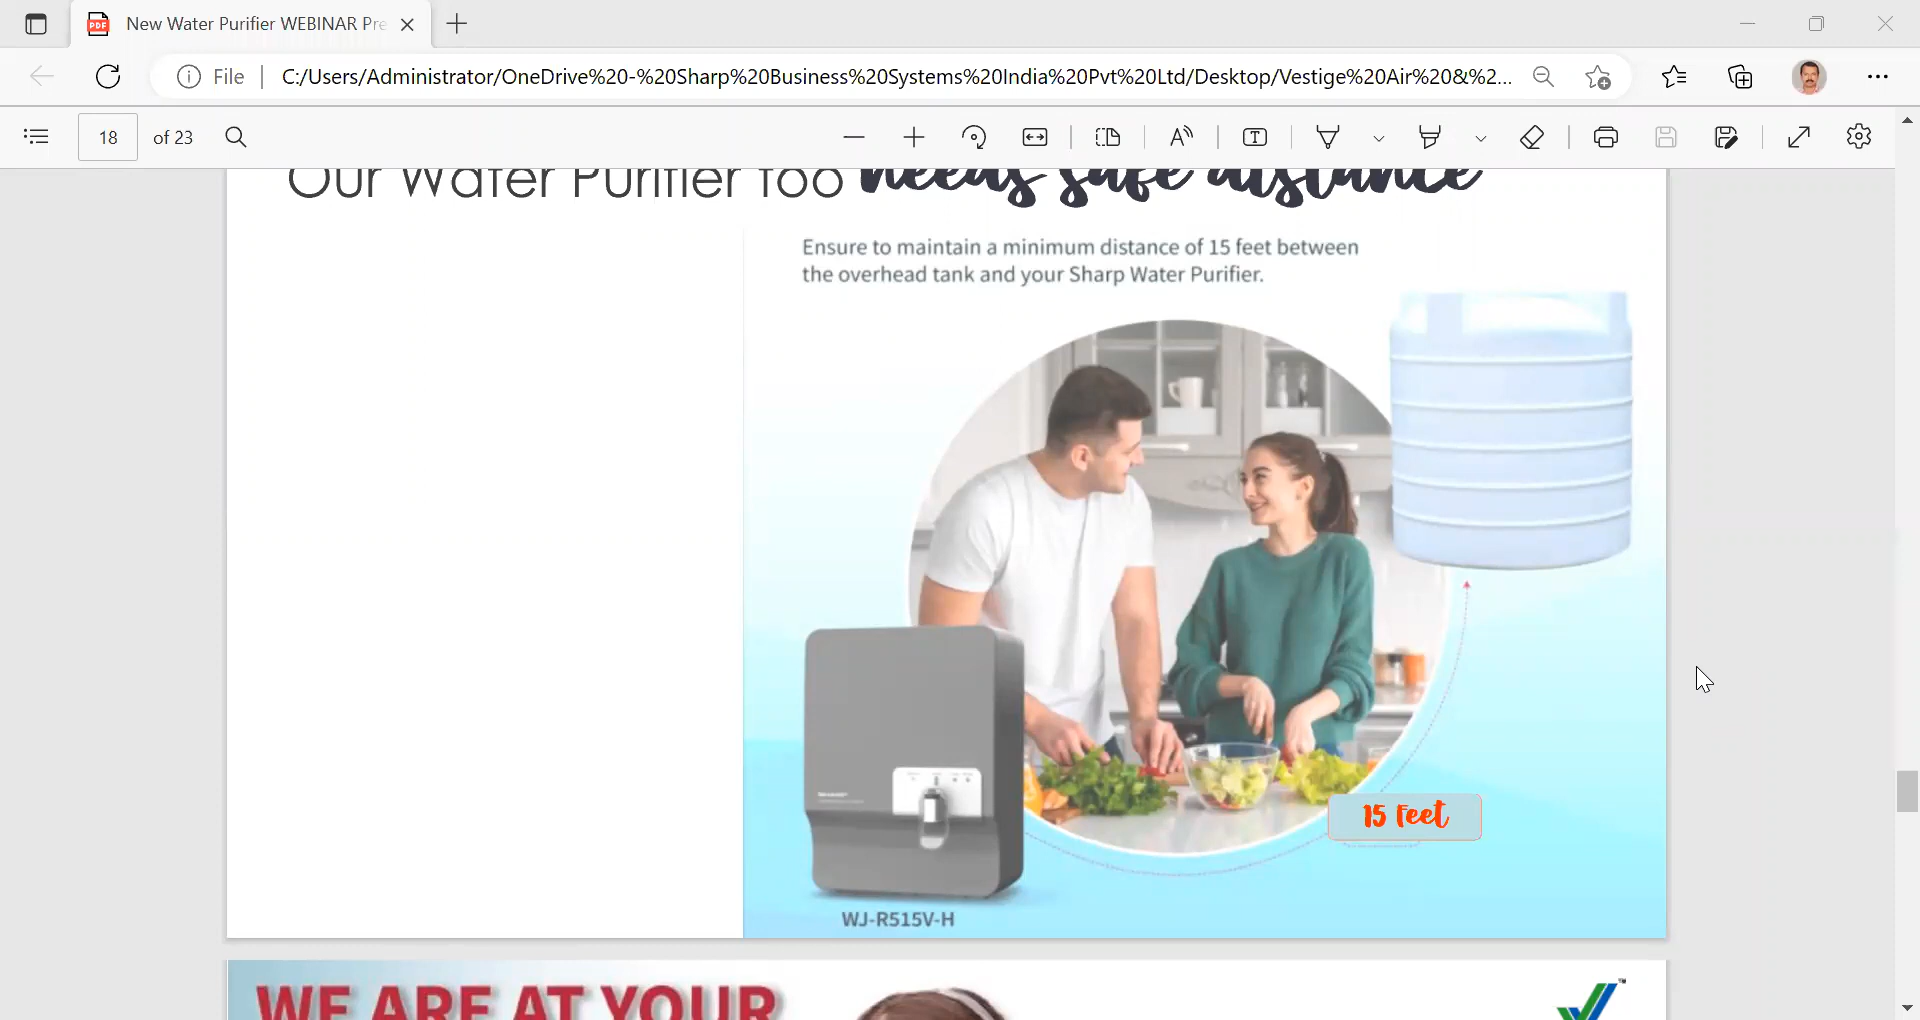 New Water Purifier WEBINAR Pre
File
C:/Users/Administrator/OneDrive%20-%20Sharp%20Business%20Systems%20India%20Pvt%20Ltd/Desktop/Vestige%20Air%20&%2...
18 of 23
Our Water Purifier too needs safe distance
Ensure to maintain a minimum distance of 15 feet between
the overhead tank and your Sharp Water Purifier.
15 Feet
WJ-R515V-H
WE ARE AT YOUR